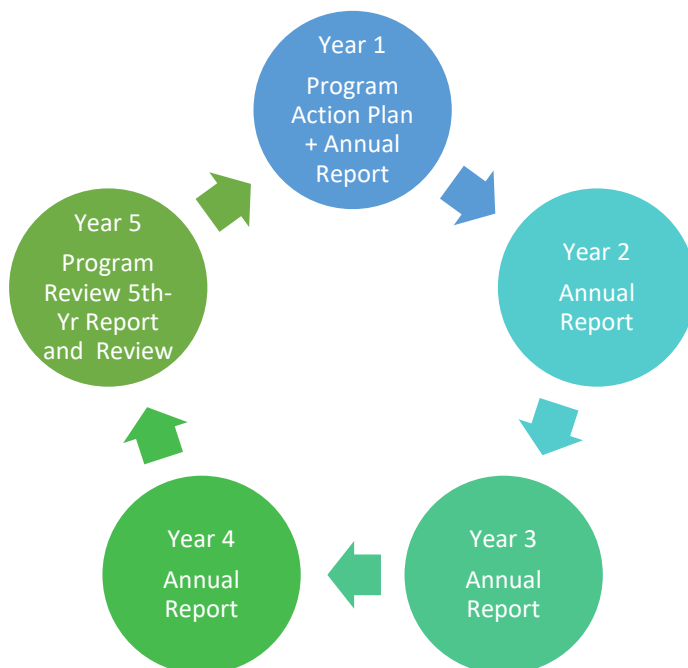 Year 1
Program
Action Plan
+ Annual
Report
Year 2
Annual
Report
Year 3
Annual
Report
Year 4
Annual
Report
Year 5
Program
Review 5th-
Yr Report
and Review